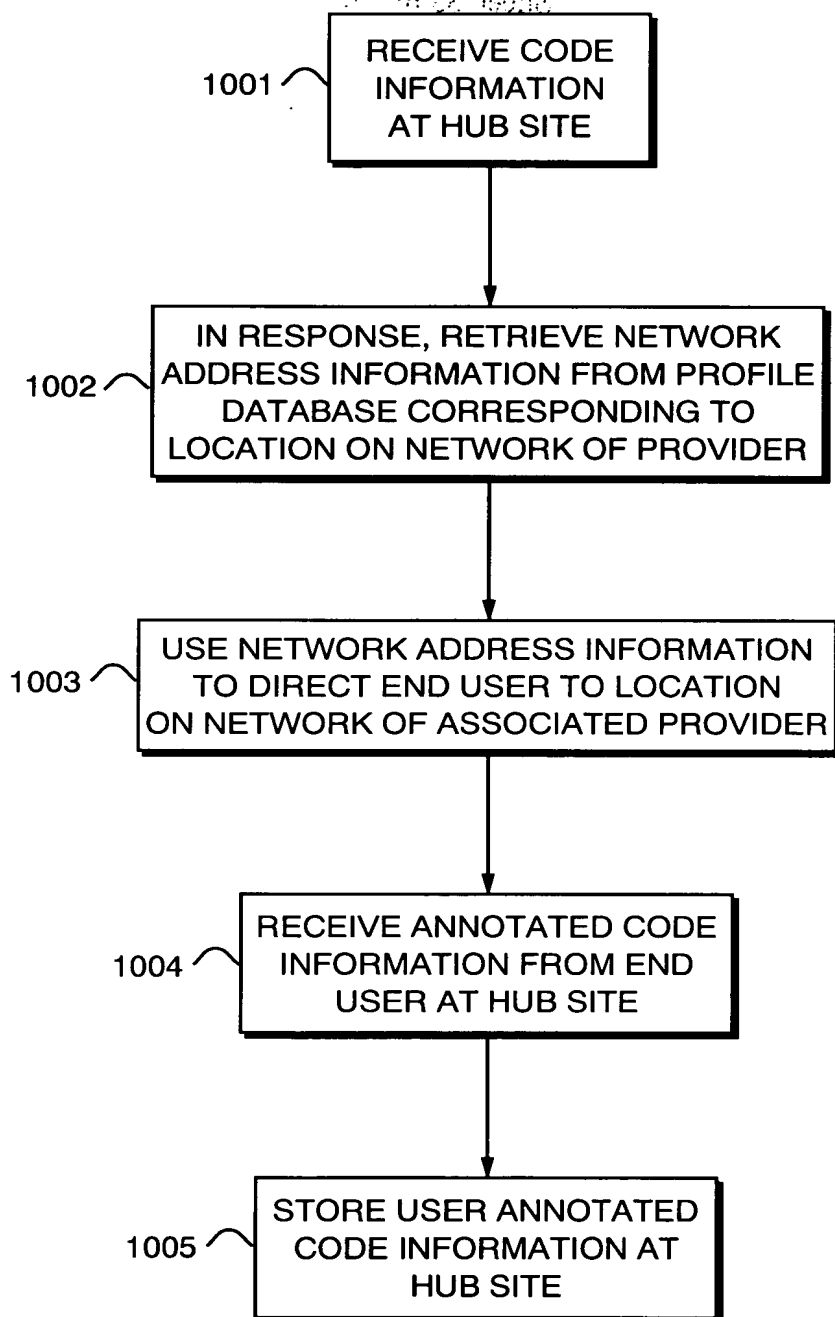 RECEIVE CODE
INFORMATION
AT HUB SITE
1001
IN RESPONSE, RETRIEVE NETWORK
ADDRESS INFORMATION FROM PROFILE
DATABASE CORRESPONDING TO
LOCATION ON NETWORK OF PROVIDER
1002
USE NETWORK ADDRESS INFORMATION
TO DIRECT END USER TO LOCATION
ON NETWORK OF ASSOCIATED PROVIDER
1003
RECEIVE ANNOTATED CODE
INFORMATION FROM END
USER AT HUB SITE
1004
STORE USER ANNOTATED
CODE INFORMATION AT
HUB SITE
1005